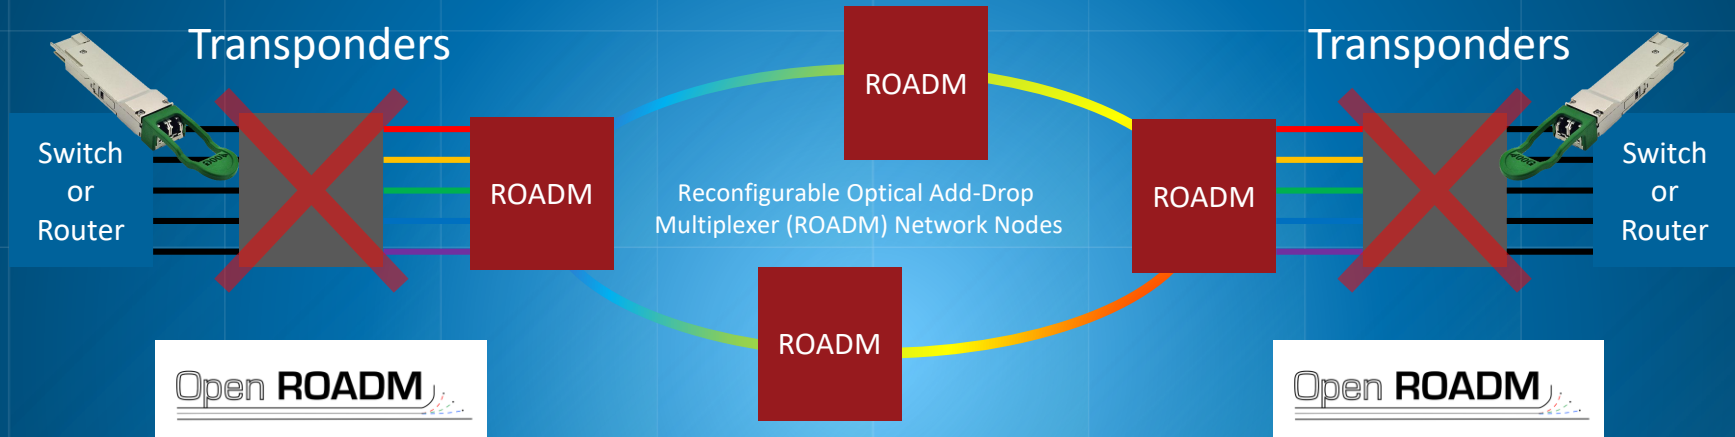 Transponders
Transponders
ROADM
Switch
or
Router
ROADM
Reconfigurable Optical Add-Drop
Multiplexer (ROADM) Network Nodes
ROADM
Switch
or
Router
ROADM
Open ROADM
Open ROADM